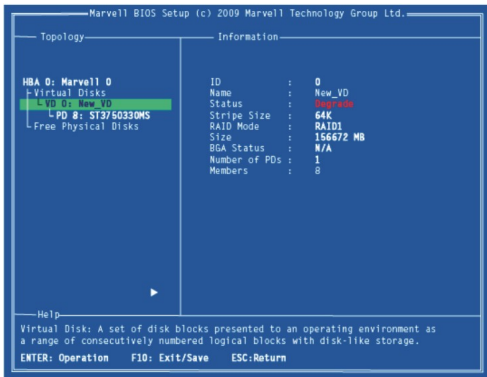 Marvell BIOS Setup (c) 2009 Marvell Technology Group Ltd.
Topology
HBA 0: Marvell 0
Virtual Disks
VD 0: New_VD
PD 8: ST3750330MS
Free Physical Disks
Information
ID : 0
Name : New_VD
Status : Degrade
Stripe Size : 64K
RAID Mode : RAID1
Size : 156672 MB
BGA Status : N/A
Number of PDs : 1
Members : 8
Help
Virtual Disk: A set of disk blocks presented to an operating environment as
a range of consecutively numbered logical blocks with disk-like storage.
ENTER: Operation F10: Exit/Save ESC:Return